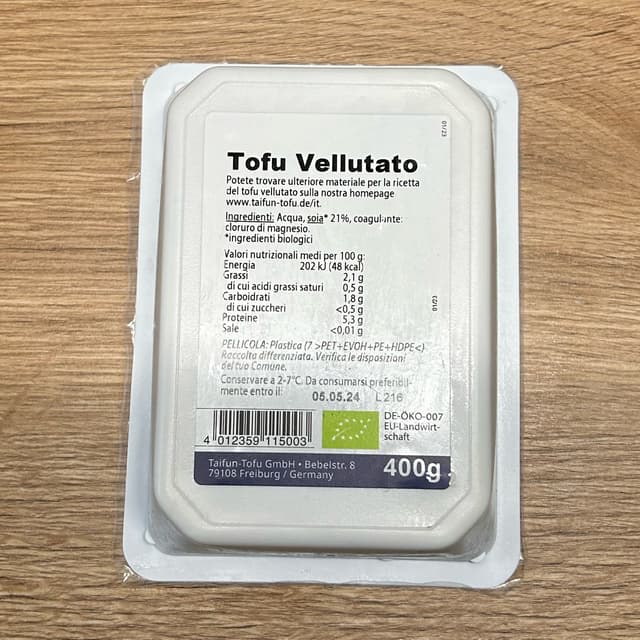 01/23
Tofu Vellutato
Potete trovare ulteriore materiale per la ricetta
del tofu vellutato sulla nostra homepage
www.taifun-tofu.de/it.
Ingredienti: Acqua, soia* 21%, coagulante:
cloruro di magnesio.
*ingredienti biologici
Valori nutrizionali medi per 100 g:
Energia 202 kJ (48 kcal)
Grassi 2,1 g
di cui acidi grassi saturi 0,5 g
Carboidrati 1,8 g
di cui zuccheri <0,5 g
Proteine 5,3 g
Sale <0,01 g
PELLICOLA: Plastica (7 >PET+EVOH+PE+HDPE<)
Raccolta differenziata. Verifica le disposizioni
del tuo Comune.
Conservare a 2-7°C. Da consumarsi preferibil-
mente entro il: 05.05.24 L216
4 012359 115003
DE-ÖKO-007
EU-Landwirt-
schaft
Taifun-Tofu GmbH • Bebelstr. 8
79108 Freiburg / Germany
400g